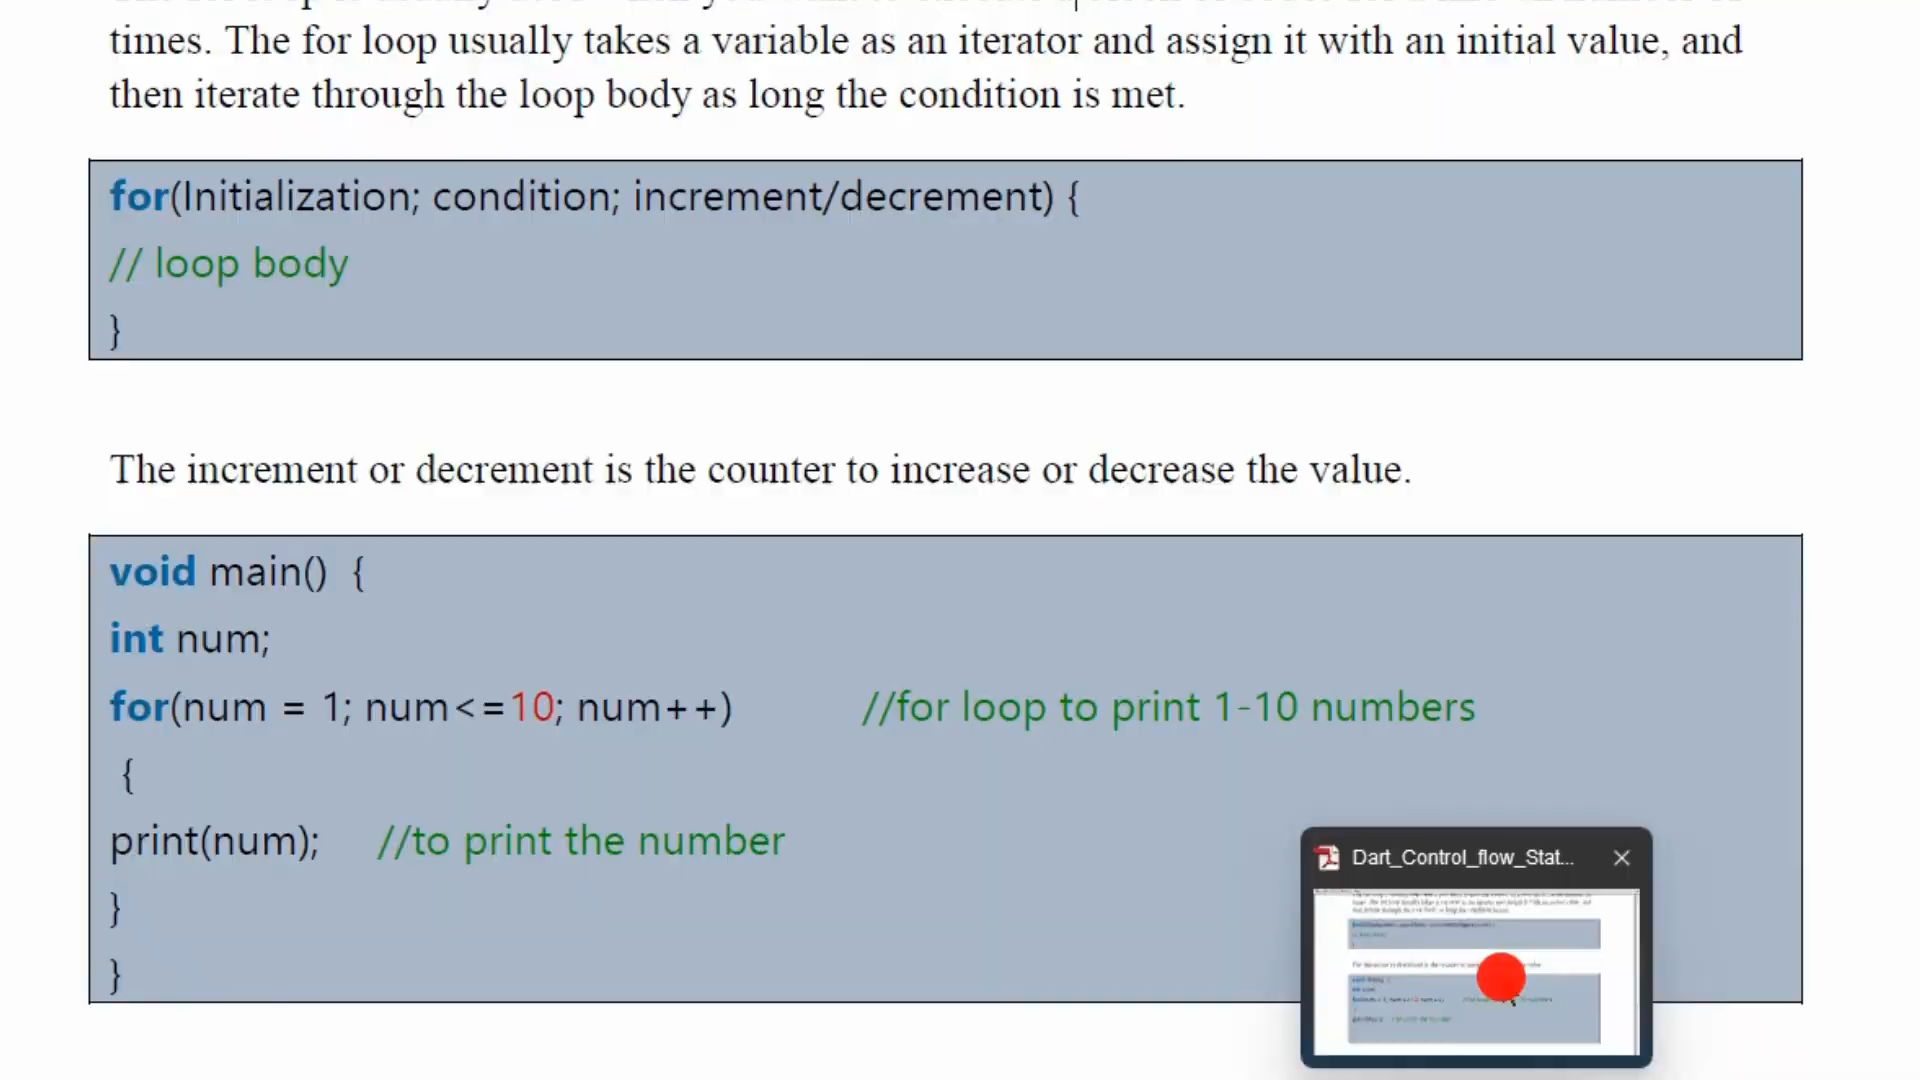 times. The for loop usually takes a variable as an iterator and assign it with an initial value, and
then iterate through the loop body as long the condition is met.
for(Initialization; condition; increment/decrement) {
// loop body
}
The increment or decrement is the counter to increase or decrease the value.
void main()  {
int num;
for(num = 1; num<=10; num++)    //for loop to print 1-10 numbers
{
print(num);    //to print the number
}
}
Dart_Control_flow_Stat...